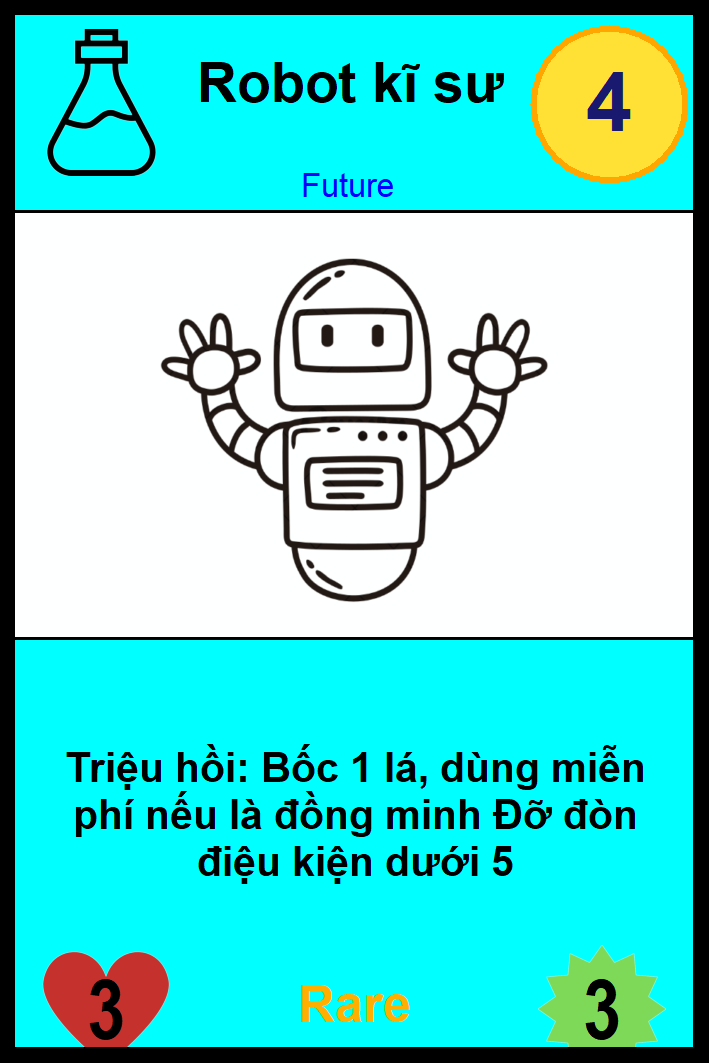 Robot kĩ sư
4
Future
Triệu hồi: Bốc 1 lá, dùng miễn
phí nếu là đồng minh Đỡ đòn
điệu kiện dưới 5
3
Rare
3